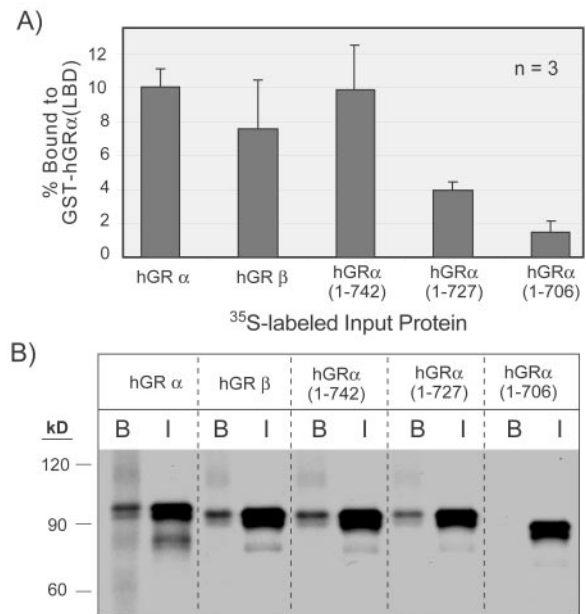 A)
% Bound to
GST-hGRα(LBD)
12
10
8
6
4
2
0
n = 3
hGR α
hGR β
hGRα
(1-742)
hGRα
(1-727)
hGRα
(1-706)
³⁵S-labeled Input Protein
B)
hGR α
hGR β
hGRα
(1-742)
hGRα
(1-727)
hGRα
(1-706)
kD
B I B I B I B I B I
120
90
60